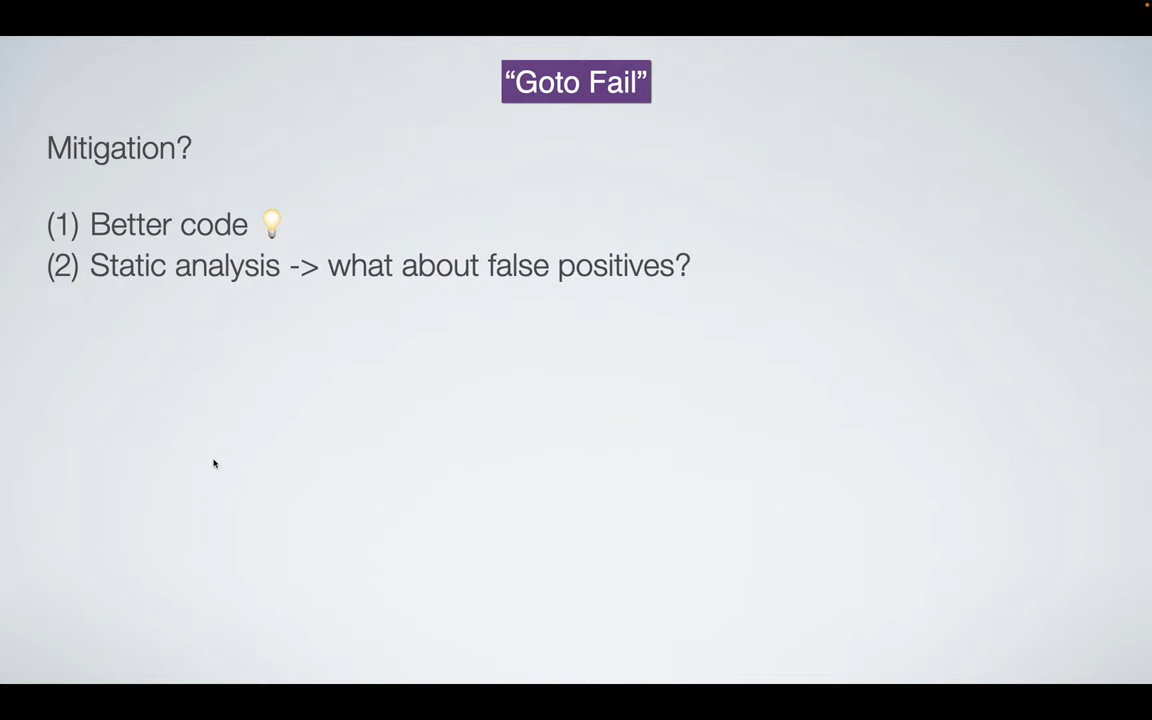 “Goto Fail”
Mitigation?
(1) Better code 💡
(2) Static analysis -> what about false positives?